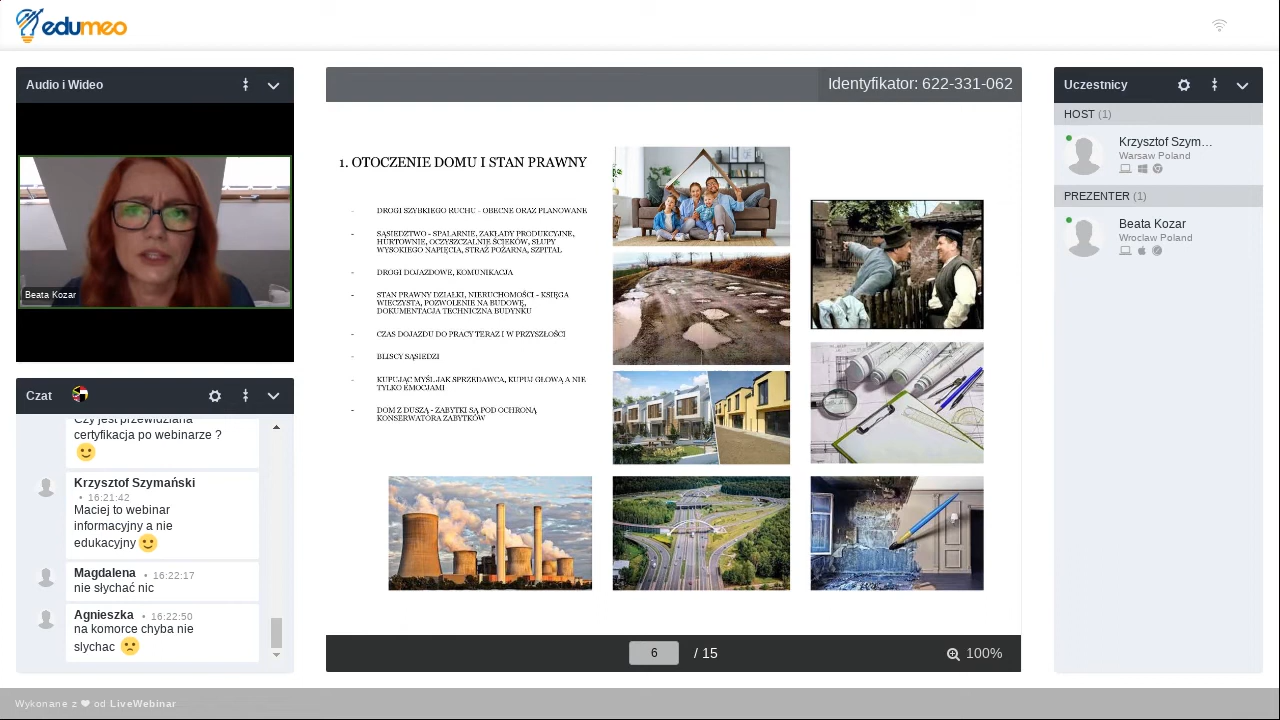 edumeo
Audio i Wideo
Beata Kozar
Czat
Czy jest przewidziana
certyfikacja po webinarze ?
Krzysztof Szymański
• 16:21:42
Maciej to webinar
informacyjny a nie
edukacyjny
Magdalena • 16:22:17
nie słychać nic
Agnieszka • 16:22:50
na komorce chyba nie
slychac
Identyfikator: 622-331-062
1. OTOCZENIE DOMU I STAN PRAWNY
- DROGI SZYBKIEGO RUCHU - OBECNE ORAZ PLANOWANE
- SĄSIEDZTWO - SPALARNIE, ZAKŁADY PRODUKCYJNE,
HURTOWNIE, OCZYSZCZALNIE ŚCIEKÓW, SŁUPY
WYSOKIEGO NAPIĘCIA, STRAŻ POŻARNA, SZPITAL
- DROGI DOJAZDOWE, KOMUNIKACJA
- STAN PRAWNY DZIAŁKI, NIERUCHOMOŚCI - KSIĘGA
WIECZYSTA, POZWOLENIE NA BUDOWĘ,
DOKUMENTACJA TECHNICZNA BUDYNKU
- CZAS DOJAZDU DO PRACY TERAZ I W PRZYSZŁOŚCI
- BLISCY SĄSIEDZI
- KUPUJĄC MYŚL JAK SPRZEDAWCA, KUPUJ GŁOWĄ A NIE
TYLKO EMOCJAMI
- DOM Z DUSZĄ - ZABYTKI SĄ POD OCHRONĄ
KONSERWATORA ZABYTKÓW
6 / 15
100%
Uczestnicy
HOST (1)
Krzysztof Szym...
Warsaw Poland
PREZENTER (1)
Beata Kozar
Wroclaw Poland
Wykonane z ❤ od LiveWebinar